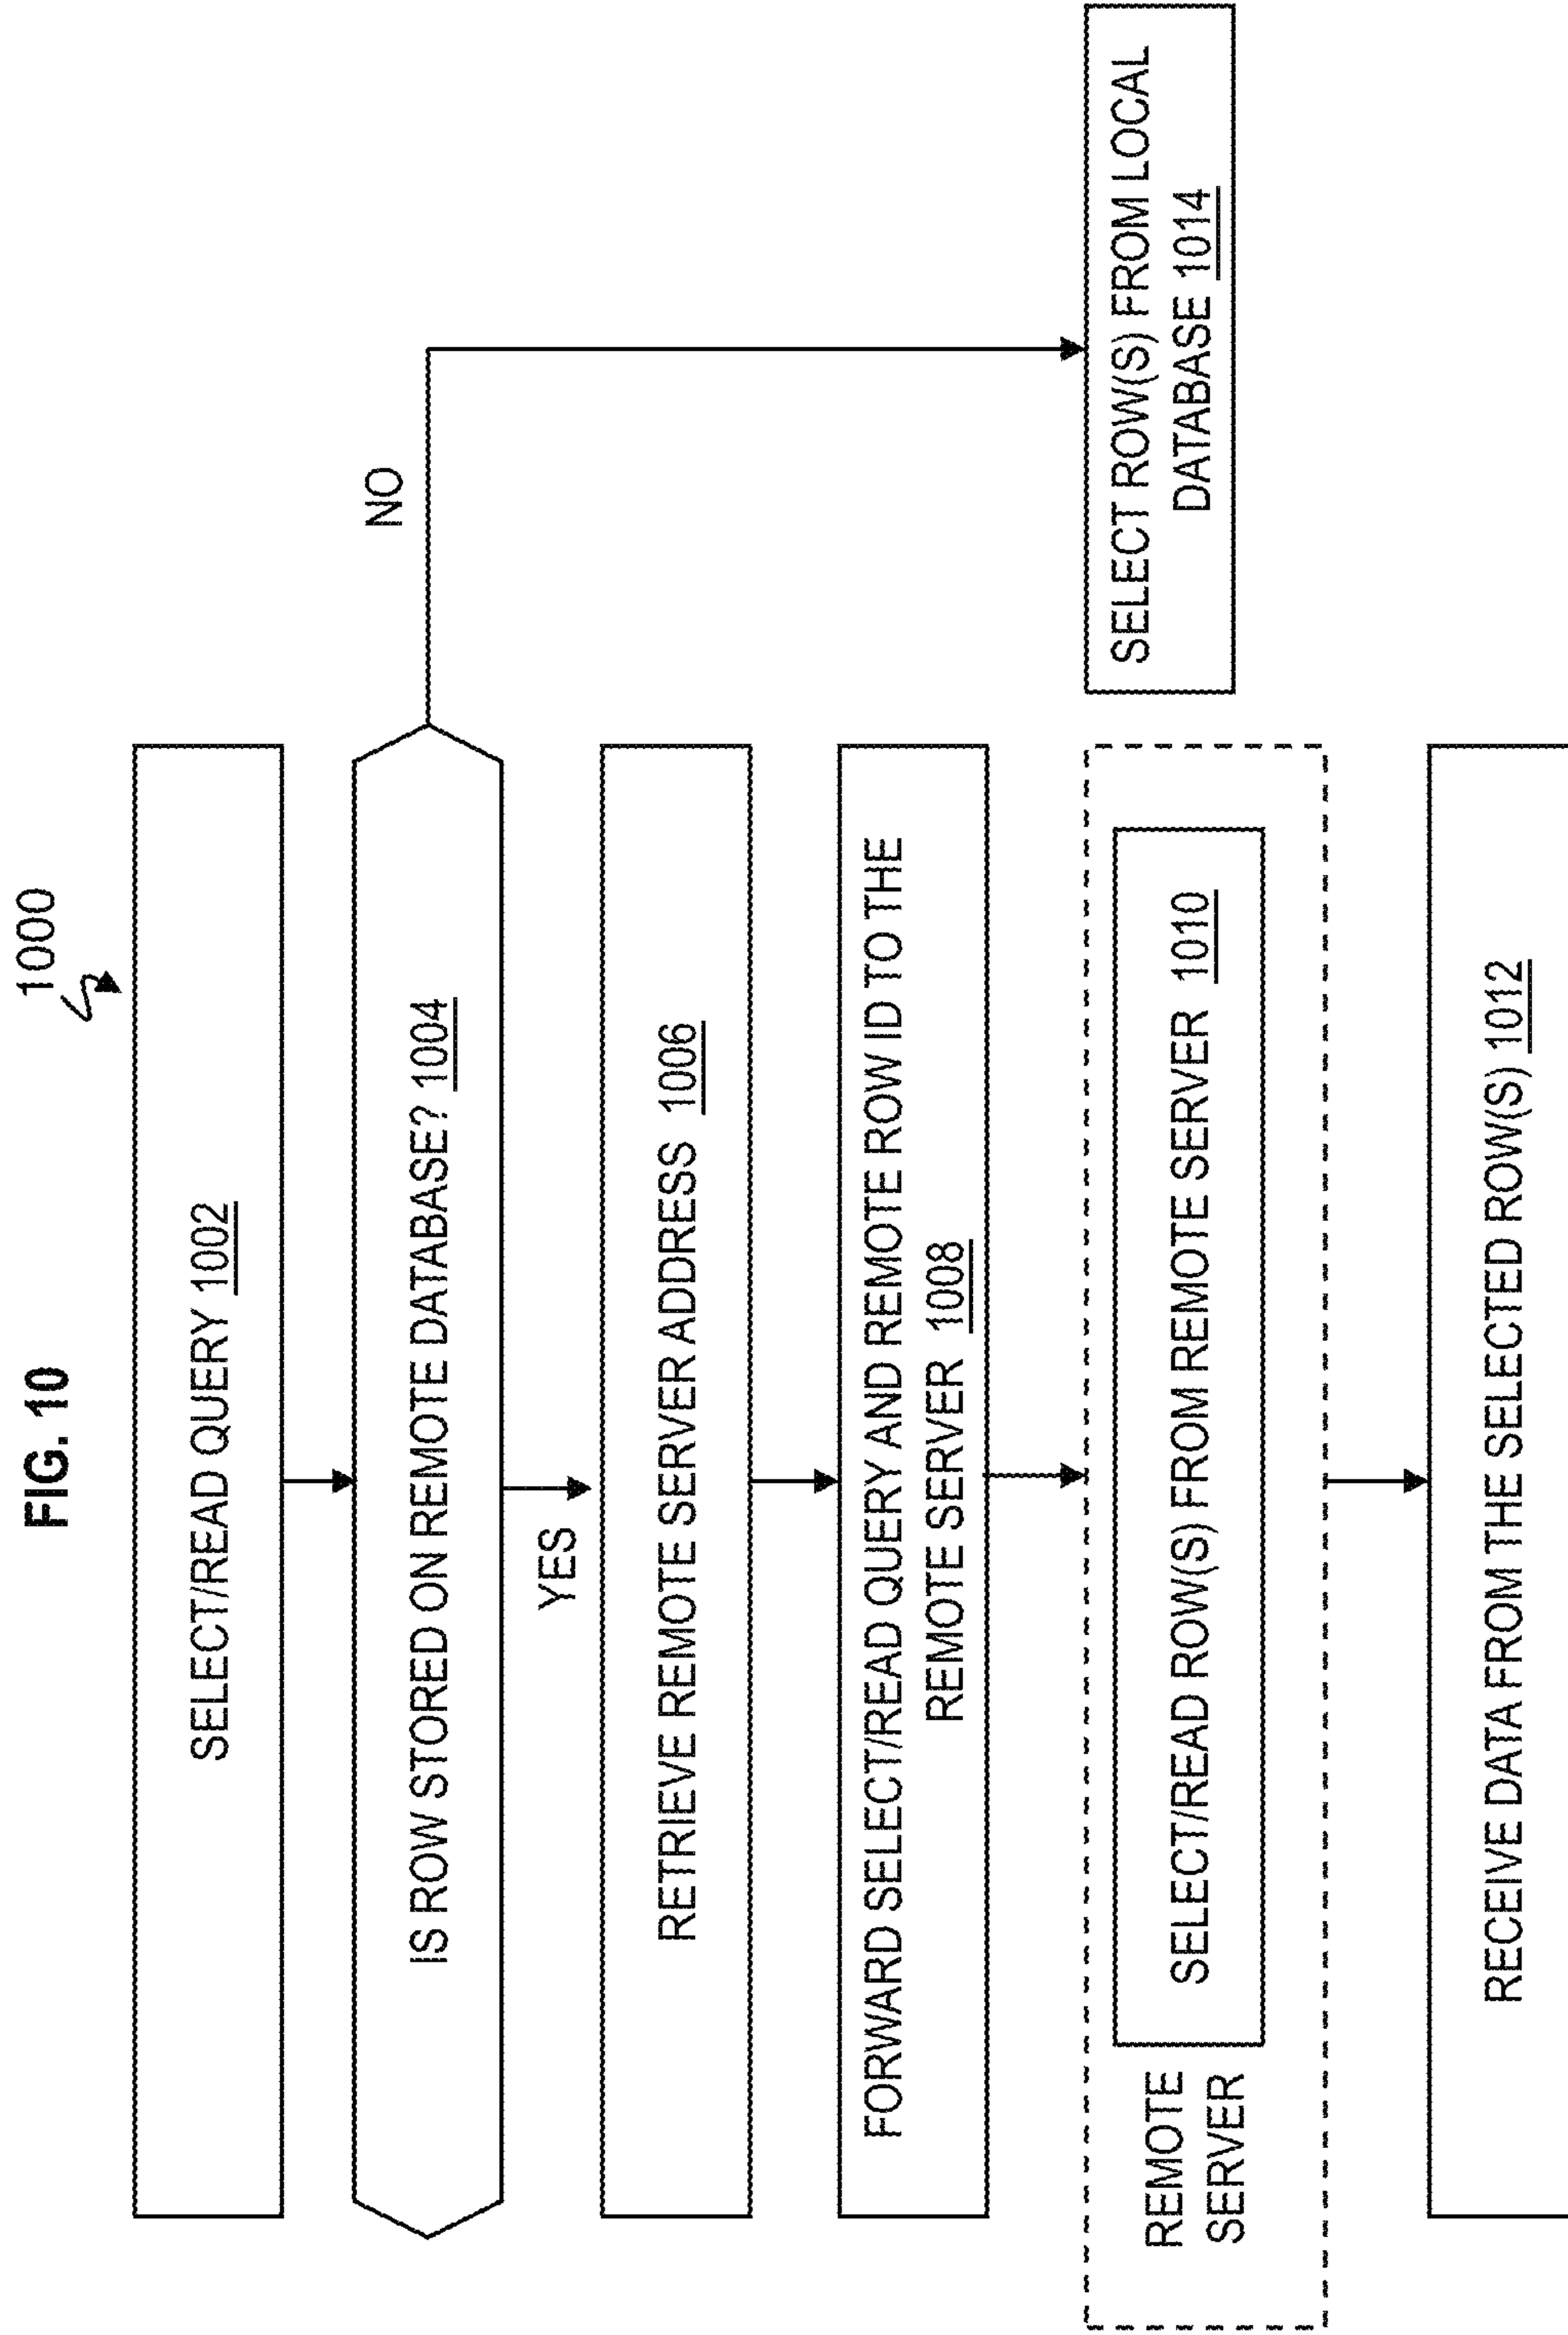 FIG. 10
1000
SELECT/READ QUERY 1002
IS ROW STORED ON REMOTE DATABASE? 1004
NO
YES
RETRIEVE REMOTE SERVER ADDRESS 1006
FORWARD SELECT/READ QUERY AND REMOTE ROW ID TO THE
REMOTE SERVER 1008
REMOTE
SERVER
SELECT/READ ROW(S) FROM REMOTE SERVER 1010
SELECT ROW(S) FROM LOCAL
DATABASE 1014
RECEIVE DATA FROM THE SELECTED ROW(S) 1012